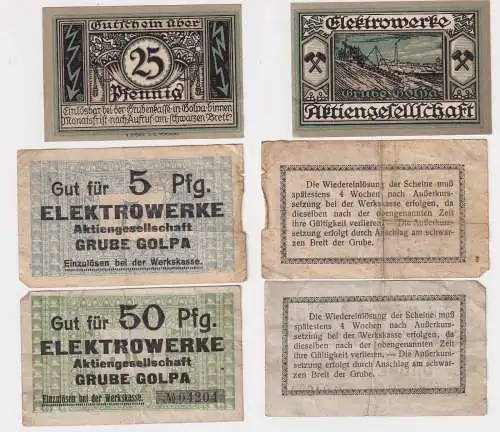 Gutschein über
25
Pfennig
Einlösbar bei der Grubenkasse in Golpa binnen
Monatsfrist nach Aufruf am schwarzen Brett
Elektrowerke
Grube Golpa
Aktiengesellschaft
Gut für 5 Pfg.
ELEKTROWERKE
Aktiengesellschaft
GRUBE GOLPA
Einzulösen bei der Werkskasse.
Die Wiedereinlösung der Scheine muß
spätestens 4 Wochen nach Außerkurs-
setzung bei der Werkskasse erfolgen, da
dieselben nach der obengenannten Zeit
ihre Gültigkeit verlieren. — Die Außerkurs-
setzung erfolgt durch Anschlag am schwar-
zen Brett der Grube.
Gut für 50 Pfg.
ELEKTROWERKE
Aktiengesellschaft
GRUBE GOLPA
Einzulösen bei der Werkskasse. № 04204
Die Wiedereinlösung der Scheine muß
spätestens 4 Wochen nach Außerkurs-
setzung bei der Werkskasse erfolgen, da
dieselben nach der obengenannten Zeit
ihre Gültigkeit verlieren. — Die Außerkurs-
setzung erfolgt durch Anschlag am schwar-
zen Brett der Grube.